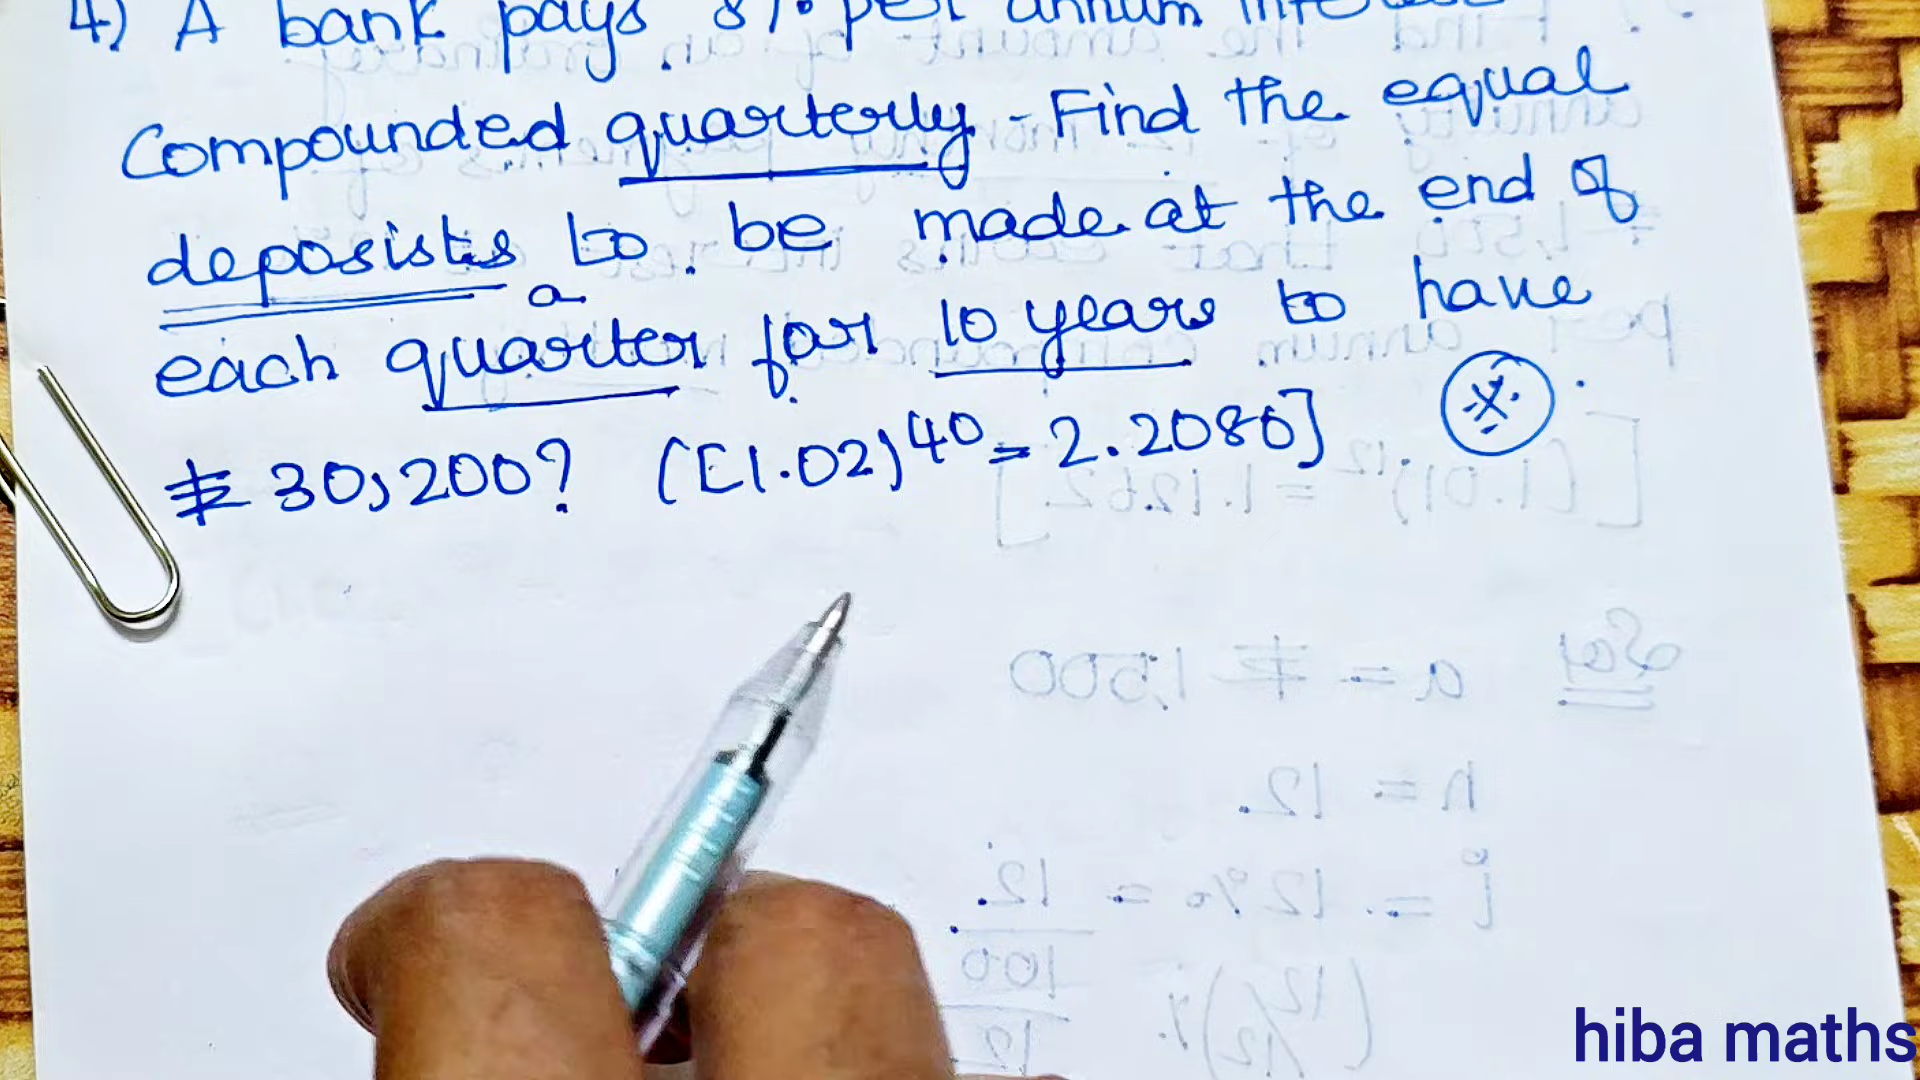 4) A bank pays 8% per annum interest
Compounded quarterly - Find the equal
deposists to be made at the end of
a
each quarter for 10 years to have
₹ 30,200? ([1.02)^40 = 2.2080]
hiba maths